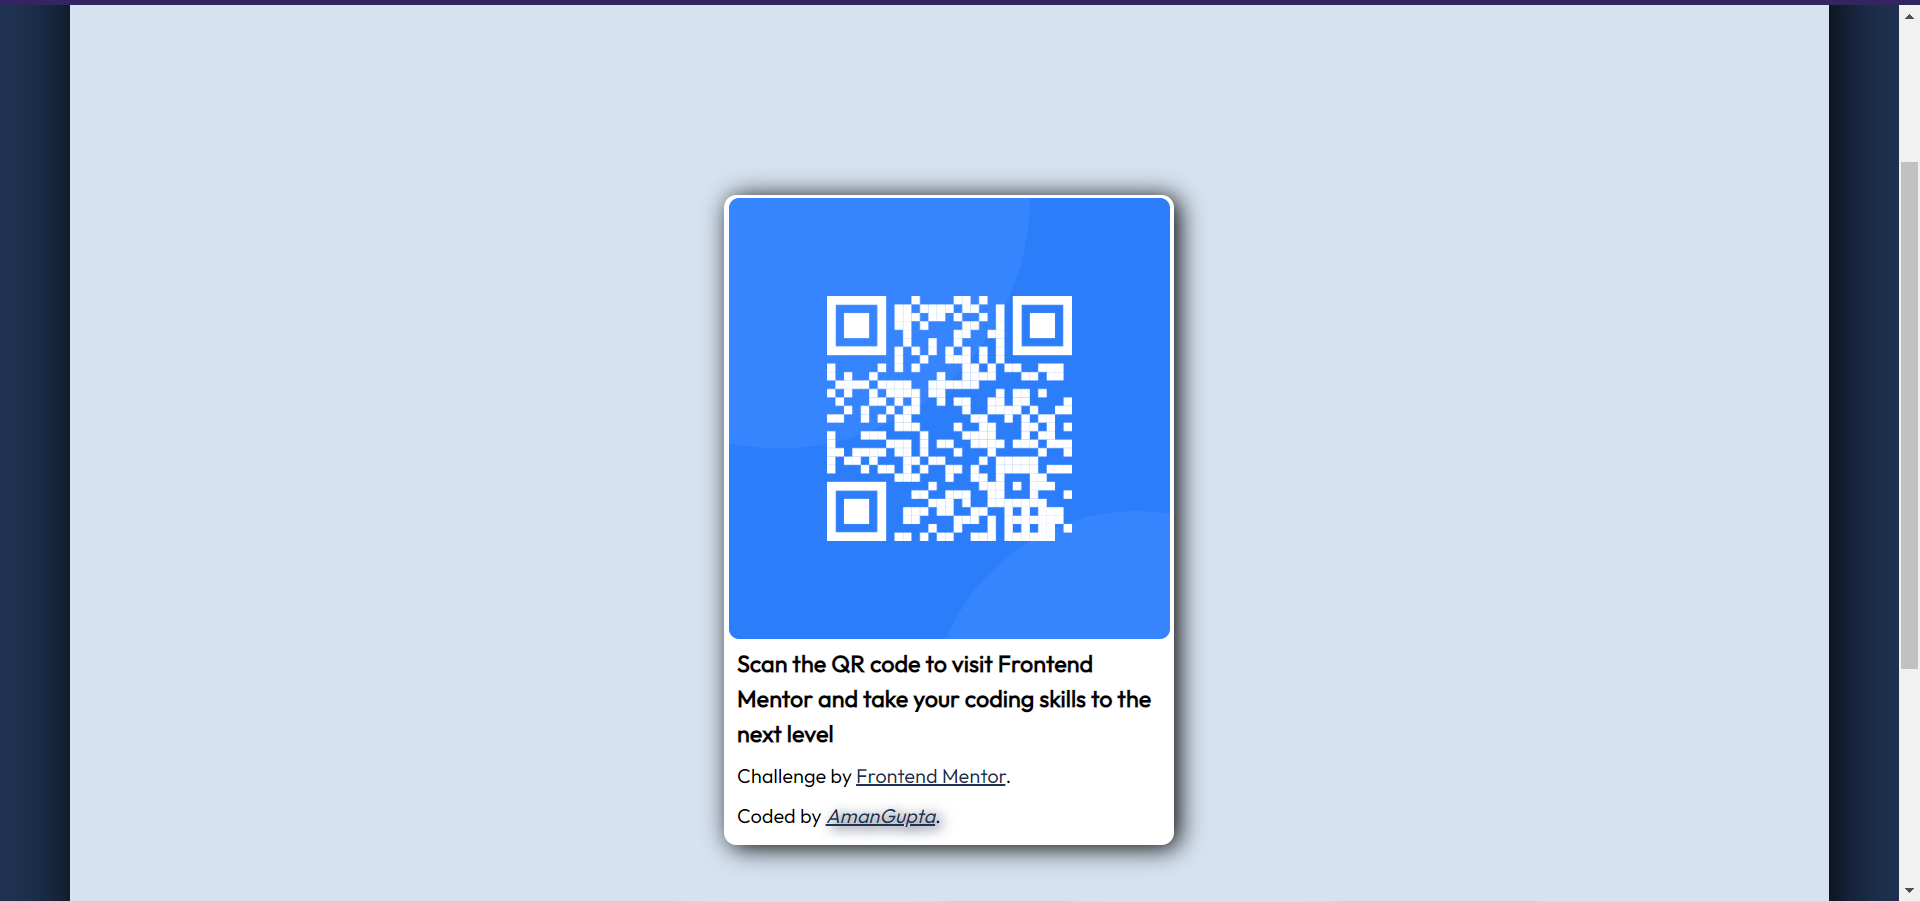 Scan the QR code to visit Frontend
Mentor and take your coding skills to the
next level
Challenge by Frontend Mentor.
Coded by AmanGupta.